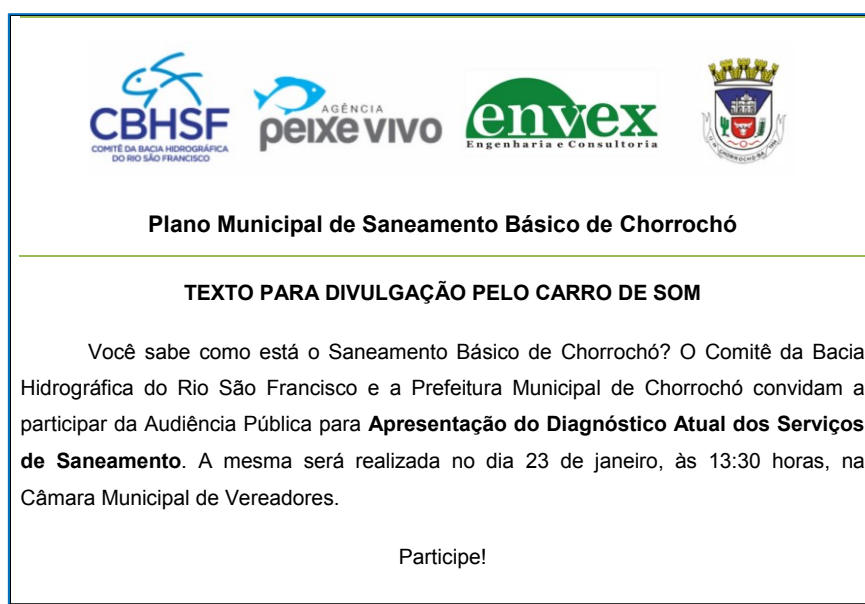 CBHSF
COMITÊ DA BACIA HIDROGRÁFICA
DO RIO SÃO FRANCISCO
AGÊNCIA
peixe vivo
envex
Engenharia e Consultoria
CHORROCHÓ-BA
Plano Municipal de Saneamento Básico de Chorrochó
TEXTO PARA DIVULGAÇÃO PELO CARRO DE SOM
Você sabe como está o Saneamento Básico de Chorrochó? O Comitê da Bacia
Hidrográfica do Rio São Francisco e a Prefeitura Municipal de Chorrochó convidam a
participar da Audiência Pública para Apresentação do Diagnóstico Atual dos Serviços
de Saneamento. A mesma será realizada no dia 23 de janeiro, às 13:30 horas, na
Câmara Municipal de Vereadores.
Participe!